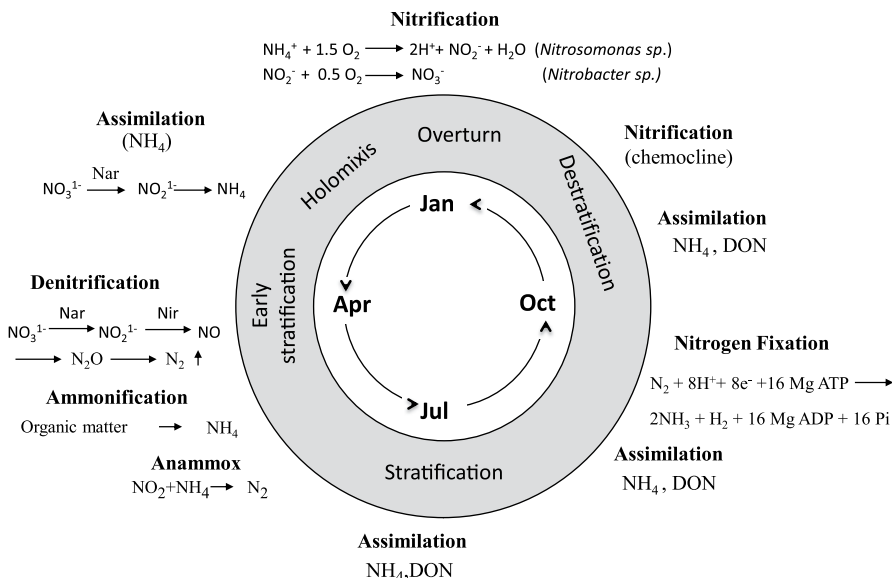 Nitrification
NH₄⁺ + 1.5 O₂ → 2H⁺ + NO₂⁻ + H₂O (Nitrosomonas sp.)
NO₂⁻ + 0.5 O₂ → NO₃⁻ (Nitrobacter sp.)
Assimilation
(NH₄)
NO₃¹⁻ Nar → NO₂¹⁻ → NH₄
Denitrification
NO₃¹⁻ Nar → NO₂¹⁻ Nir → NO
→ N₂O → N₂ ↑
Ammonification
Organic matter → NH₄
Anammox
NO₂+NH₄ → N₂
Overturn
Holomixis
Early
stratification
Stratification
Destratification
Jan
Apr
Jul
Oct
Nitrification
(chemocline)
Assimilation
NH₄ , DON
Nitrogen Fixation
N₂ + 8H⁺+ 8e⁻ +16 Mg ATP →
2NH₃ + H₂ + 16 Mg ADP + 16 Pi
Assimilation
NH₄ , DON
Assimilation
NH₄,DON